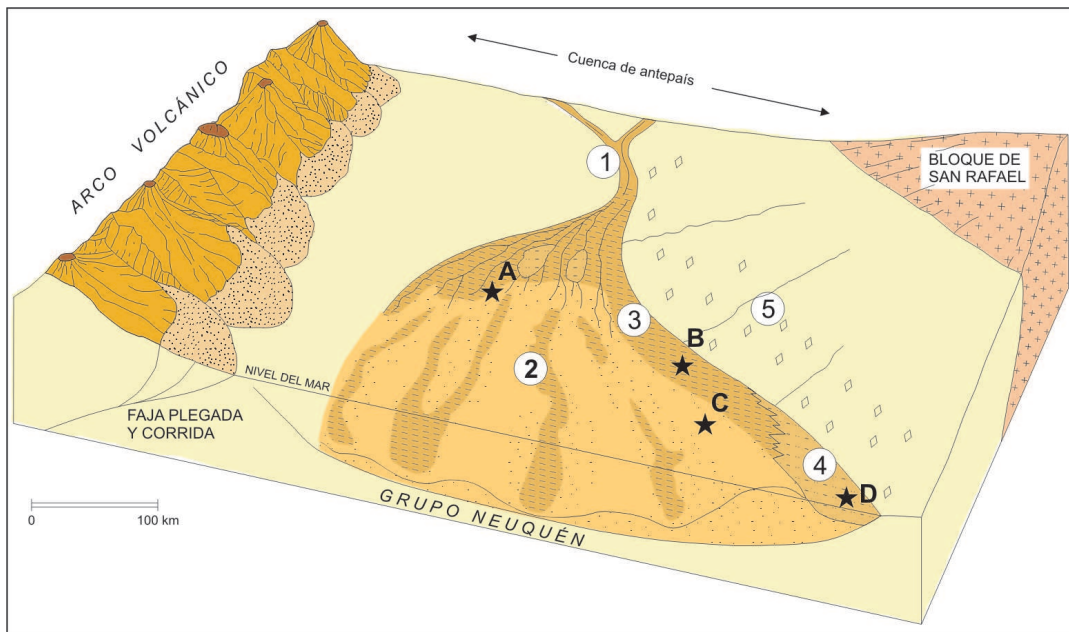 ARCO VOLCÁNICO
Cuenca de antepaís
BLOQUE DE
SAN RAFAEL
1
A
5
3
B
2
C
NIVEL DEL MAR
FAJA PLEGADA
Y CORRIDA
4
D
GRUPO NEUQUÉN
0 100 km